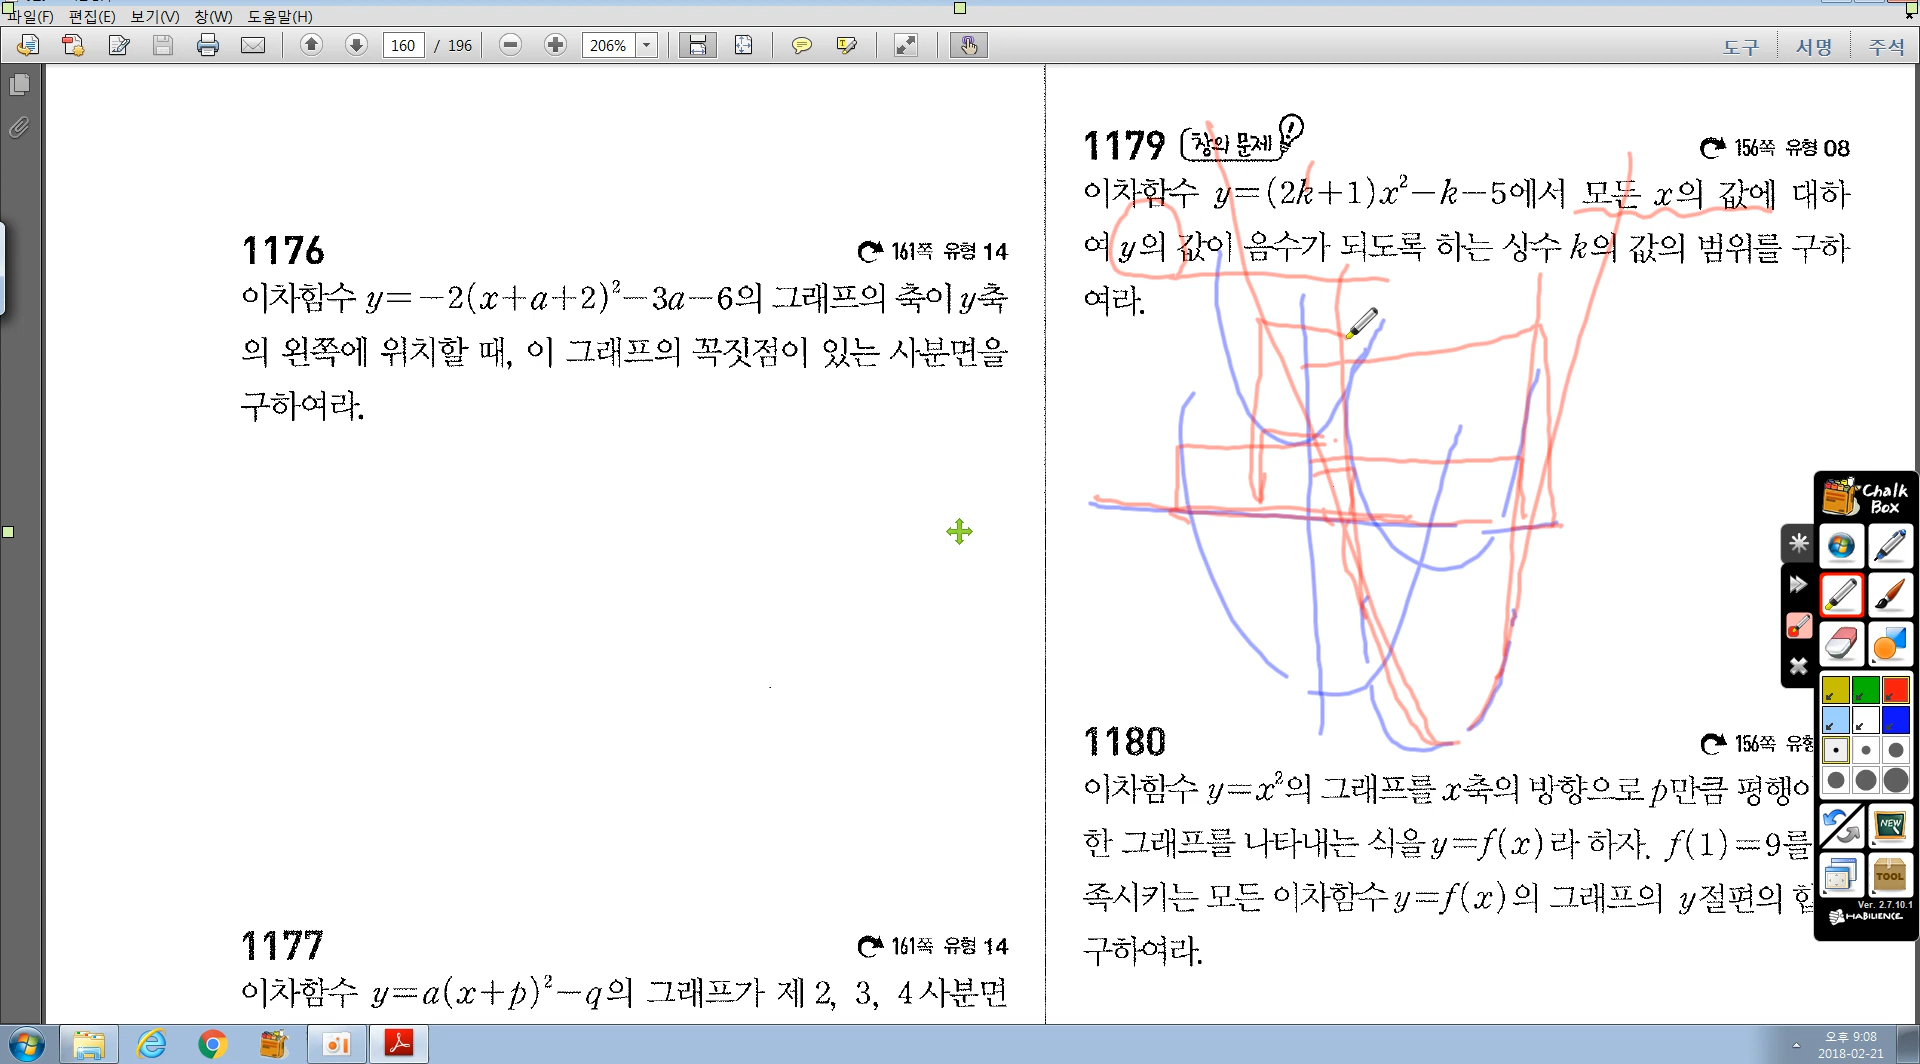 파일(F) 편집(E) 보기(V) 창(W) 도움말(H)
160 / 196 206% 도구 서명 주석
1176 161쪽 유형 14
이차함수 y=-2(x+a+2)²-3a-6의 그래프의 축이 y축
의 왼쪽에 위치할 때, 이 그래프의 꼭짓점이 있는 사분면을
구하여라.
1177 161쪽 유형 14
이차함수 y=a(x+p)²-q의 그래프가 제2, 3, 4사분면
1179 창의 문제 ! 156쪽 유형 08
이차함수 y=(2k+1)x²-k-5에서 모든 x의 값에 대하
여 y의 값이 음수가 되도록 하는 상수 k의 값의 범위를 구하
여라.
1180 156쪽
이차함수 y=x²의 그래프를 x축의 방향으로 p만큼 평행이
한 그래프를 나타내는 식을 y=f(x)라 하자. f(1)=9를
족시키는 모든 이차함수 y=f(x)의 그래프의 y절편의
구하여라.
Chalk
Box
NEW
TOOL
Ver. 2.7.10.1
HABILIENCE
오후 9:08
2018-02-21